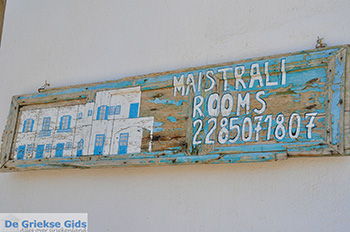 MAISTRALI
ROOMS
2285071807
De Griekse Gids